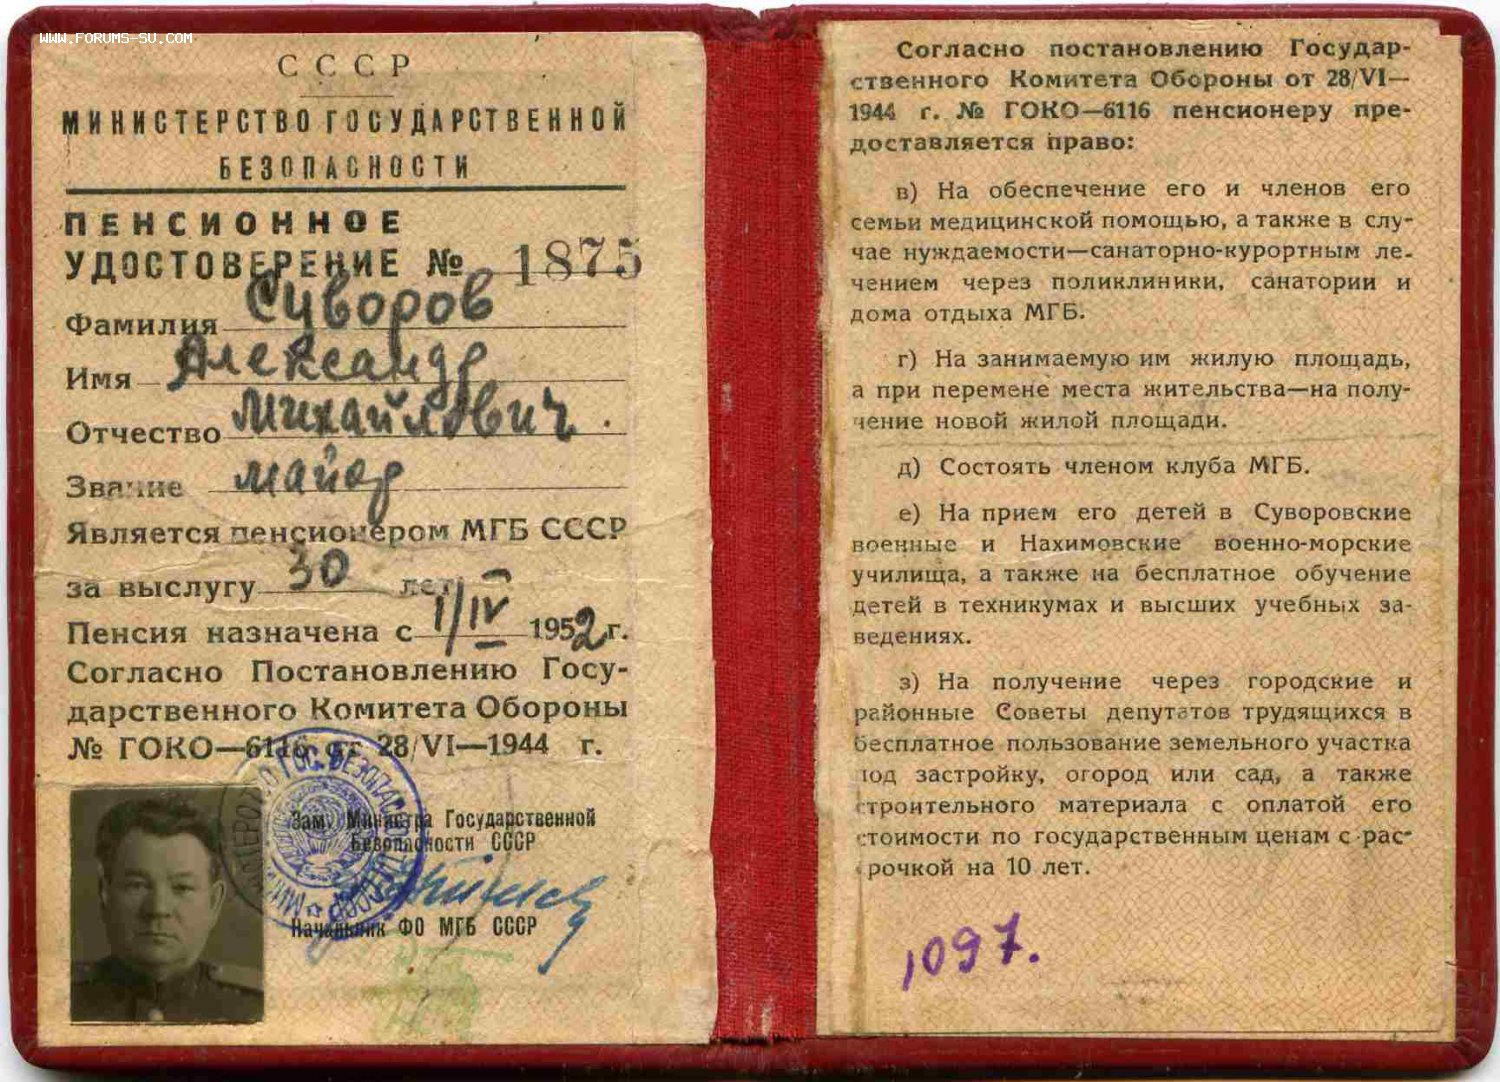 WWW.FORUMS-SU.COM
СССР
МИНИСТЕРСТВО ГОСУДАРСТВЕННОЙ
БЕЗОПАСНОСТИ
ПЕНСИОННОЕ
УДОСТОВЕРЕНИЕ № 1875
Фамилия Суворов
Имя Александр
Отчество Михайлович.
Звание майор
Является пенсионером МГБ СССР
за выслугу 30 лет
Пенсия назначена с 1/IV 1952 г.
Согласно Постановлению Госу-
дарственного Комитета Обороны
№ ГОКО—6116 от 28/VI—1944 г.
Зам. Министра Государственной
Безопасности СССР
Начальник ФО МГБ СССР
Согласно постановлению Государ-
ственного Комитета Обороны от 28/VI—
1944 г. № ГОКО—6116 пенсионеру пре-
доставляется право:
в) На обеспечение его и членов его
семьи медицинской помощью, а также в слу-
чае нуждаемости—санаторно-курортным ле-
чением через поликлиники, санатории и
дома отдыха МГБ.
г) На занимаемую им жилую площадь,
а при перемене места жительства—на полу-
чение новой жилой площади.
д) Состоять членом клуба МГБ.
е) На прием его детей в Суворовские
военные и Нахимовские военно-морские
училища, а также на бесплатное обучение
детей в техникумах и высших учебных за-
ведениях.
з) На получение через городские и
районные Советы депутатов трудящихся в
бесплатное пользование земельного участка
под застройку, огород или сад, а также
строительного материала с оплатой его
стоимости по государственным ценам с рас-
срочкой на 10 лет.
1097.